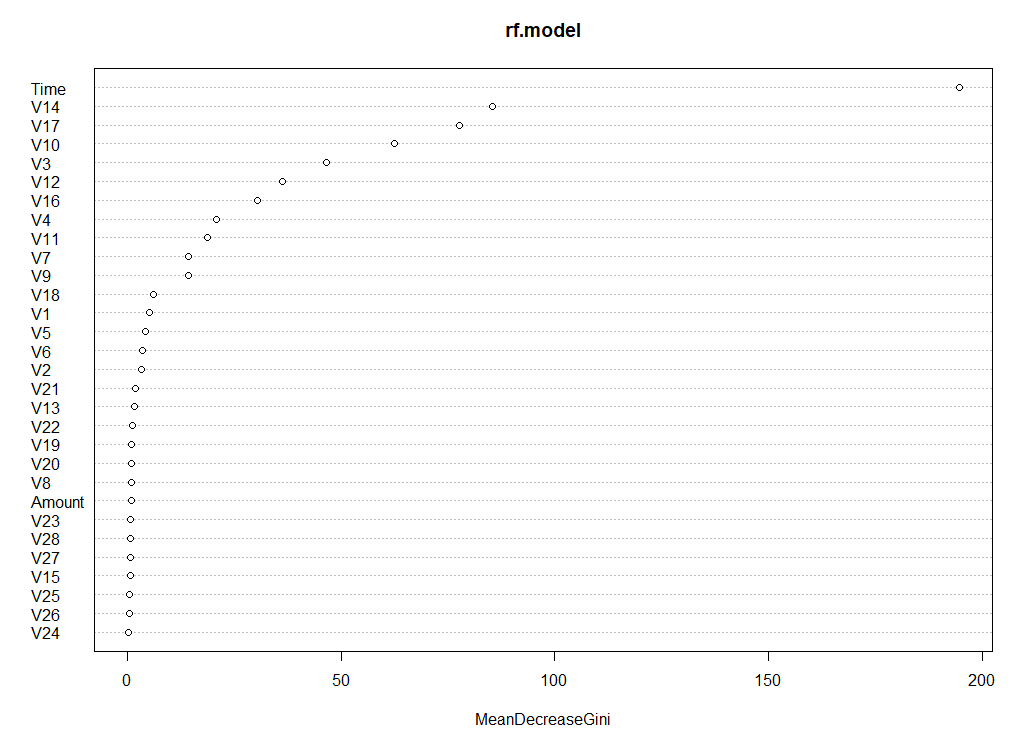 rf.model
Time
V14
V17
V10
V3
V12
V16
V4
V11
V7
V9
V18
V1
V5
V6
V2
V21
V13
V22
V19
V20
V8
Amount
V23
V28
V27
V15
V25
V26
V24
0 50 100 150 200
MeanDecreaseGini